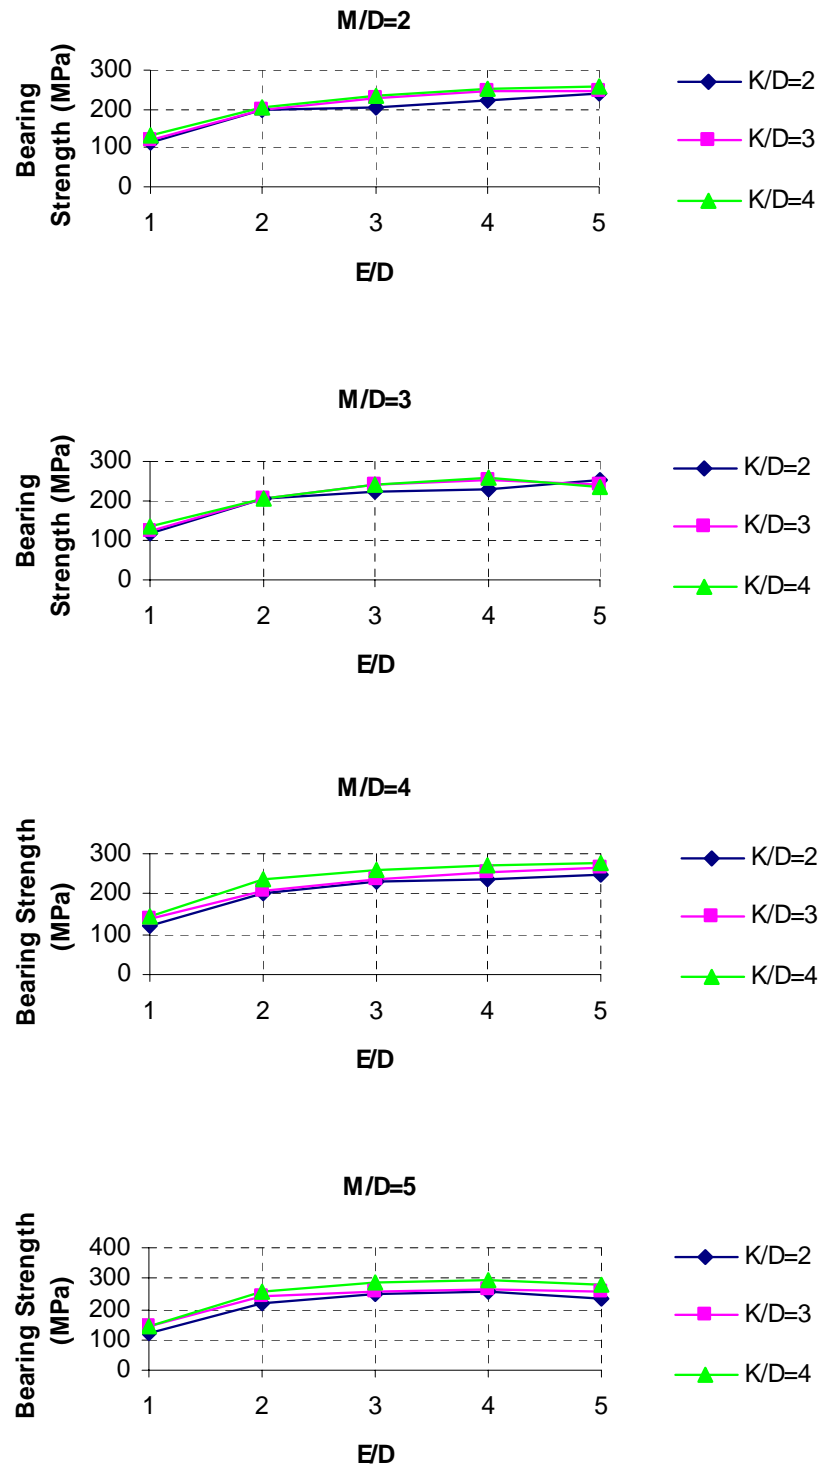 M/D=2
Bearing
Strength (MPa)
300
200
100
0
1 2 3 4 5
E/D
K/D=2
K/D=3
K/D=4
M/D=3
Bearing
Strength (MPa)
300
200
100
0
1 2 3 4 5
E/D
K/D=2
K/D=3
K/D=4
M/D=4
Bearing Strength
(MPa)
300
200
100
0
1 2 3 4 5
E/D
K/D=2
K/D=3
K/D=4
M/D=5
Bearing Strength
(MPa)
400
300
200
100
0
1 2 3 4 5
E/D
K/D=2
K/D=3
K/D=4